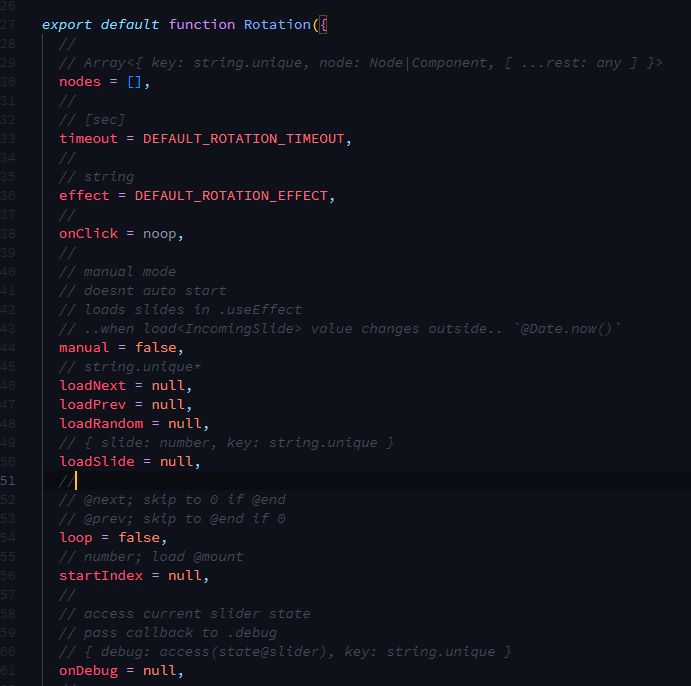 26
27 export default function Rotation({
28 //
29 // Array<{ key: string.unique, node: Node|Component, [ ...rest: any ] }>
30 nodes = [],
31 //
32 // [sec]
33 timeout = DEFAULT_ROTATION_TIMEOUT,
34 //
35 // string
36 effect = DEFAULT_ROTATION_EFFECT,
37 //
38 onClick = noop,
39 //
40 // manual mode
41 // doesnt auto start
42 // loads slides in .useEffect
43 // ..when load<IncomingSlide> value changes outside.. `@Date.now()`
44 manual = false,
45 // string.unique*
46 loadNext = null,
47 loadPrev = null,
48 loadRandom = null,
49 // { slide: number, key: string.unique }
50 loadSlide = null,
51 //
52 // @next; skip to 0 if @end
53 // @prev; skip to @end if 0
54 loop = false,
55 // number; load @mount
56 startIndex = null,
57 //
58 // access current slider state
59 // pass callback to .debug
60 // { debug: access(state@slider), key: string.unique }
61 onDebug = null,